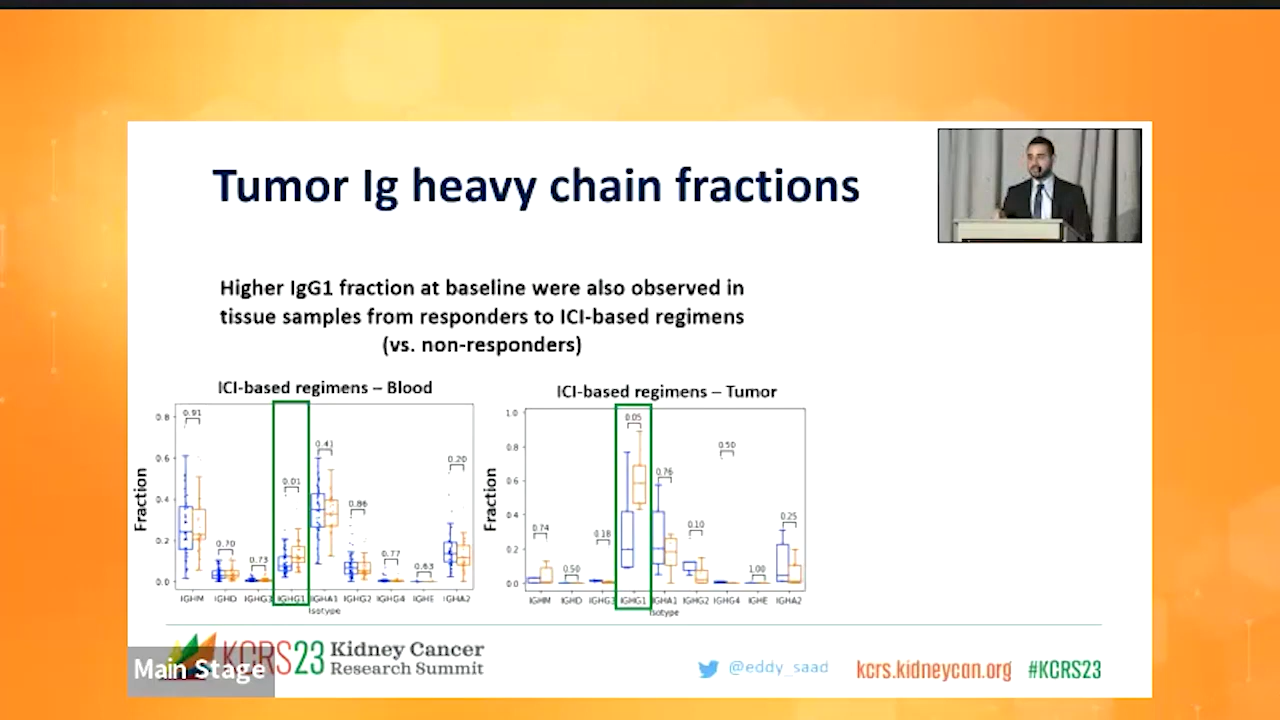 Tumor Ig heavy chain fractions
Higher IgG1 fraction at baseline were also observed in
tissue samples from responders to ICI-based regimens
(vs. non-responders)
ICI-based regimens – Blood
Fraction
0.8
0.6
0.4
0.2
0.0
0.91
0.70
0.73
0.01
0.41
0.86
0.77
0.63
0.20
IGHM
IGHD
IGHG3
IGHG1
IGHA1
IGHG2
IGHG4
IGHE
IGHA2
Isotype
ICI-based regimens – Tumor
Fraction
1.0
0.8
0.6
0.4
0.2
0.0
0.74
0.50
0.18
0.05
0.76
0.10
0.50
1.00
0.25
IGHM
IGHD
IGHG3
IGHG1
IGHA1
IGHG2
IGHG4
IGHE
IGHA2
Isotype
KCRS23
Kidney Cancer
Research Summit
Main Stage
@eddy_saad
kcrs.kidneycan.org
#KCRS23